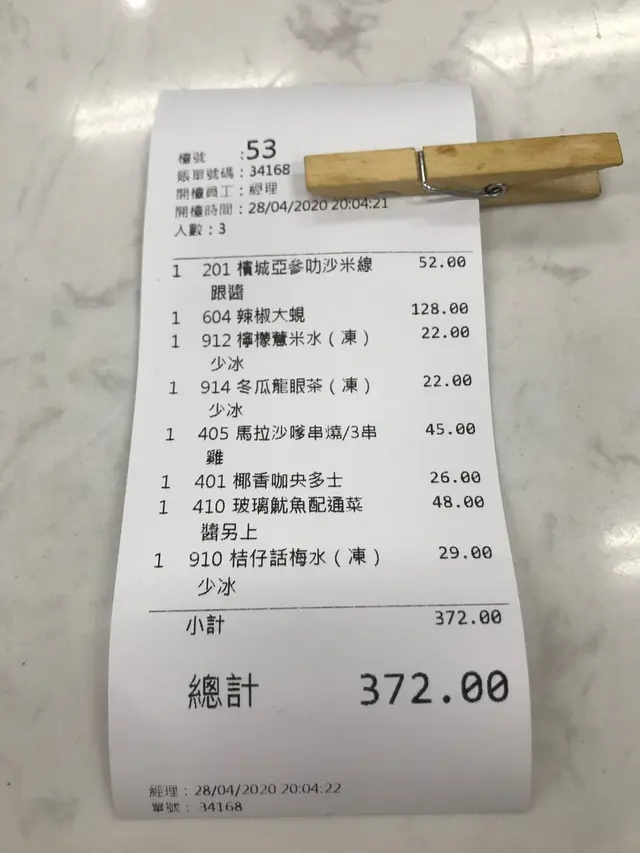 檯號 :53
賬單號碼：34168
開檯員工：經理
開檯時間：28/04/2020 20:04:21
人數：3
1 201 檳城亞參叻沙米線 52.00
跟醬
1 604 辣椒大蜆 128.00
1 912 檸檬薏米水（凍） 22.00
少冰
1 914 冬瓜龍眼茶（凍） 22.00
少冰
1 405 馬拉沙嗲串燒/3串 45.00
雞
1 401 椰香咖央多士 26.00
1 410 玻璃魷魚配通菜 48.00
醬另上
1 910 桔仔話梅水（凍） 29.00
少冰
小計 372.00
總計 372.00
經理：28/04/2020 20:04:22
單號：34168